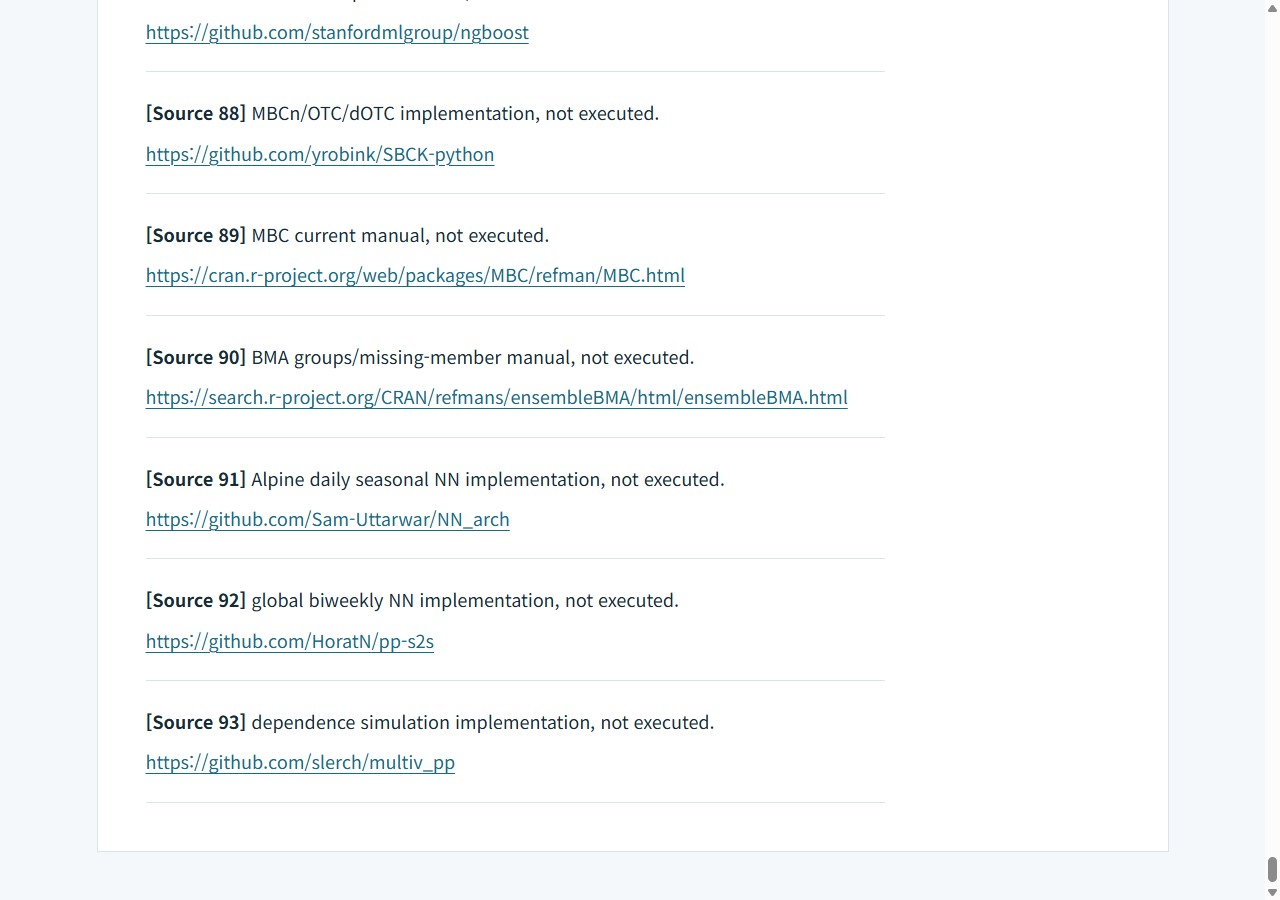 https://github.com/stanfordmlgroup/ngboost
[Source 88] MBCn/OTC/dOTC implementation, not executed.
https://github.com/yrobink/SBCK-python
[Source 89] MBC current manual, not executed.
https://cran.r-project.org/web/packages/MBC/refman/MBC.html
[Source 90] BMA groups/missing-member manual, not executed.
https://search.r-project.org/CRAN/refmans/ensembleBMA/html/ensembleBMA.html
[Source 91] Alpine daily seasonal NN implementation, not executed.
https://github.com/Sam-Uttarwar/NN_arch
[Source 92] global biweekly NN implementation, not executed.
https://github.com/HoratN/pp-s2s
[Source 93] dependence simulation implementation, not executed.
https://github.com/slerch/multiv_pp